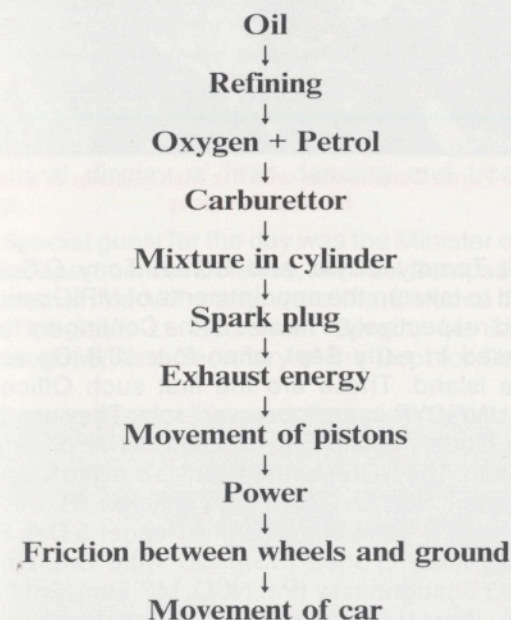 Oil
Refining
Oxygen + Petrol
Carburettor
Mixture in cylinder
Spark plug
Exhaust energy
Movement of pistons
Power
Friction between wheels and ground
Movement of car